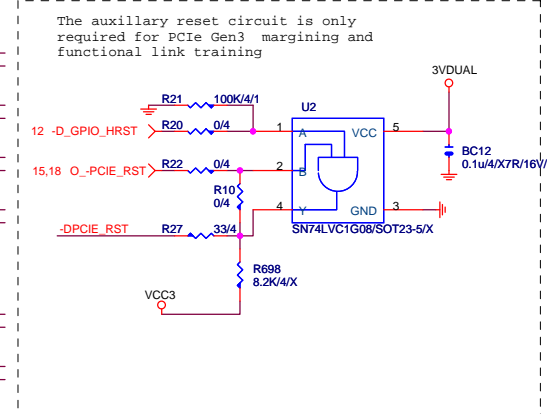 The auxillary reset circuit is only
required for PCIe Gen3 margining and
functional link training
3VDUAL
R21 100K/4/1
U2
12 -D_GPIO_HRST R20 0/4 1 A VCC 5
BC12
0.1u/4/X7R/16V/
15,18 O_-PCIE_RST R22 0/4 2 B
R10
0/4
4 Y GND 3
-DPCIE_RST R27 33/4
SN74LVC1G08/SOT23-5/X
R698
8.2K/4/X
VCC3